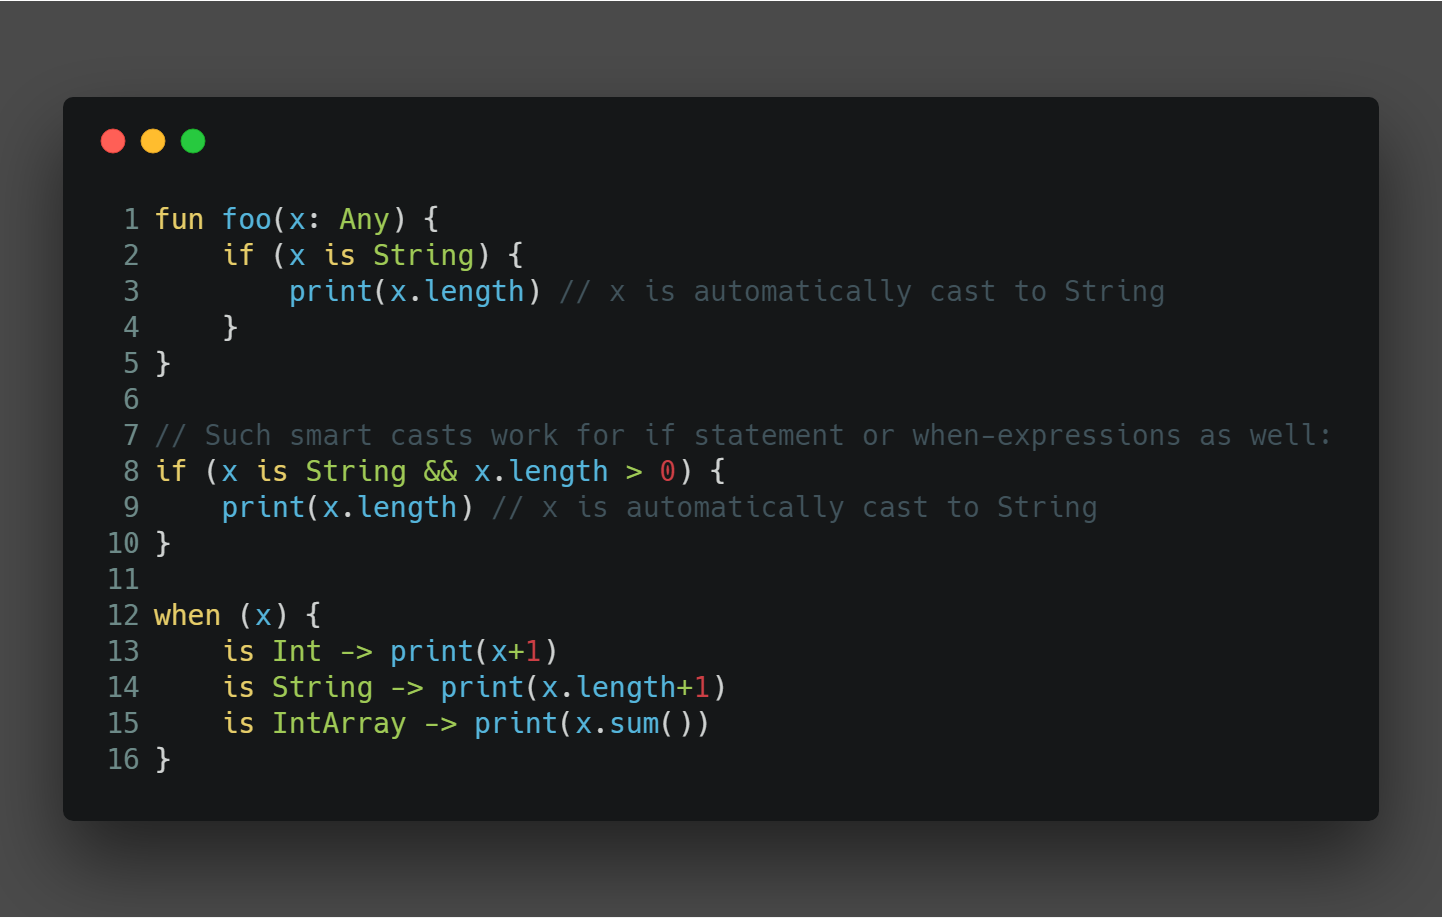 1 fun foo(x: Any) {
2     if (x is String) {
3         print(x.length) // x is automatically cast to String
4     }
5 }
6
7 // Such smart casts work for if statement or when-expressions as well:
8 if (x is String && x.length > 0) {
9     print(x.length) // x is automatically cast to String
10 }
11
12 when (x) {
13     is Int -> print(x+1)
14     is String -> print(x.length+1)
15     is IntArray -> print(x.sum())
16 }